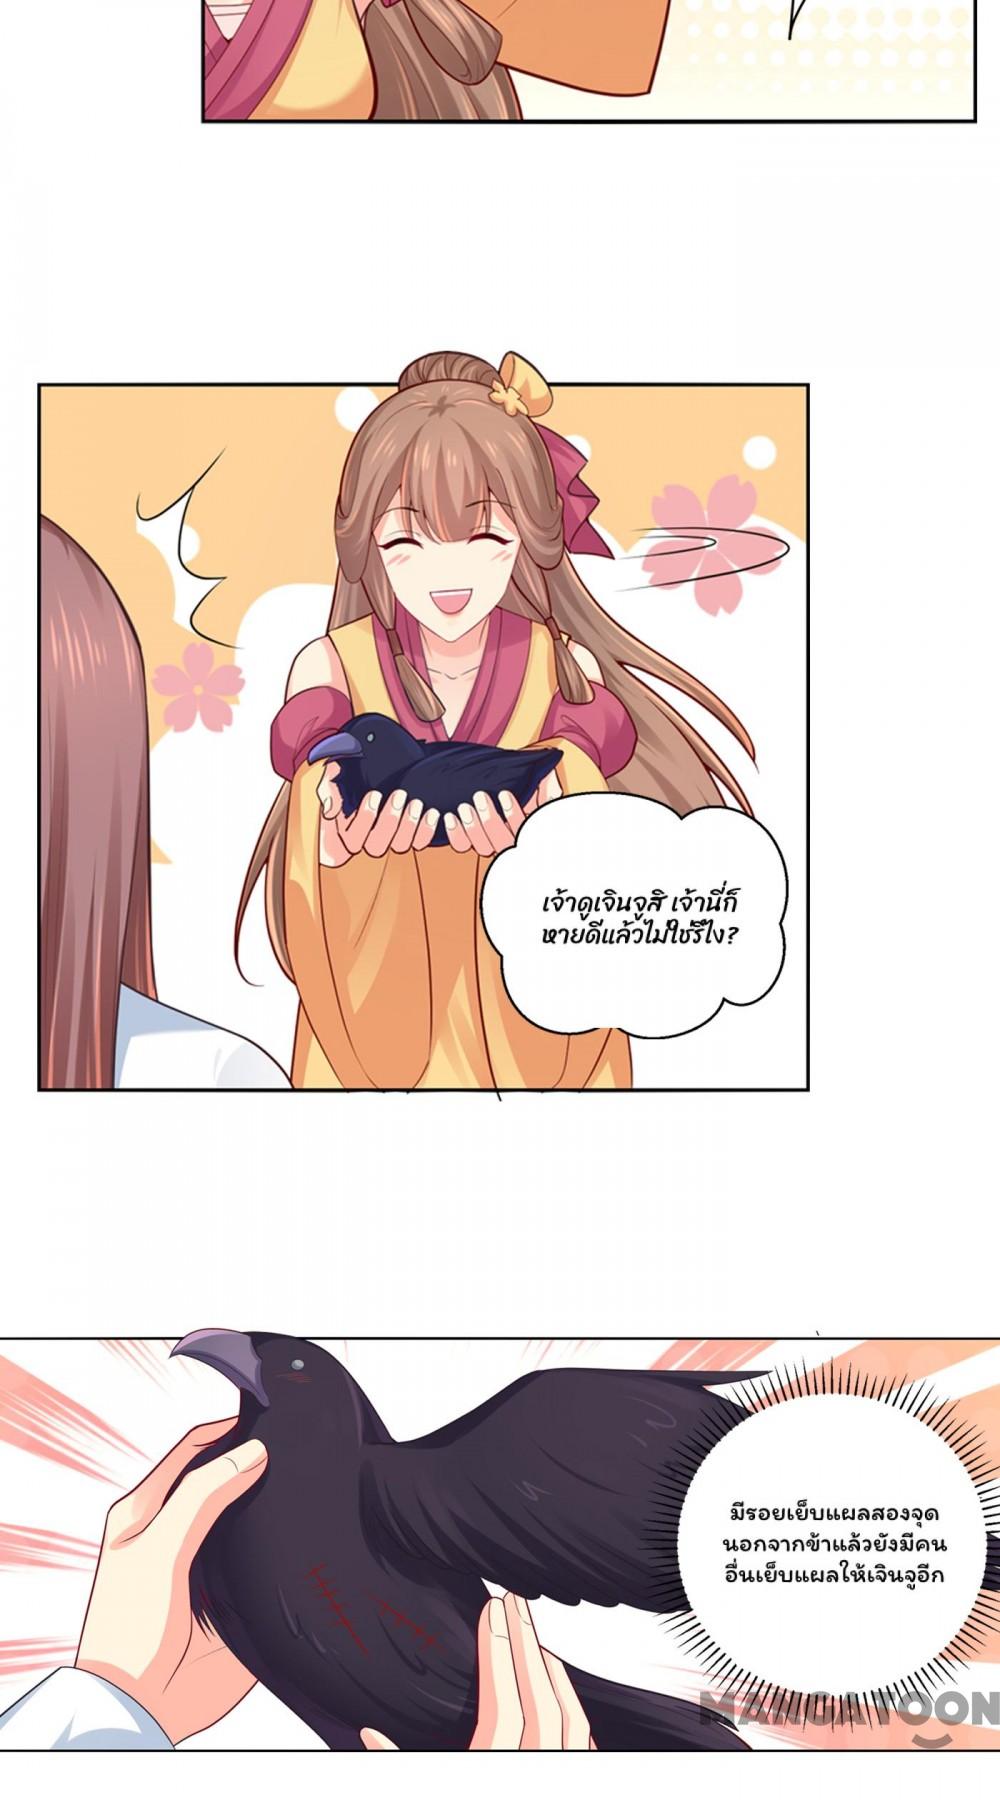 เจ้าดูเจินจูสิ เจ้านี่ก็
หายดีแล้วไม่ใช่รึไง?
มีรอยเย็บแผลสองจุด
นอกจากข้าแล้วยังมีคน
อื่นเย็บแผลให้เจินจูอีก
MANGATOON